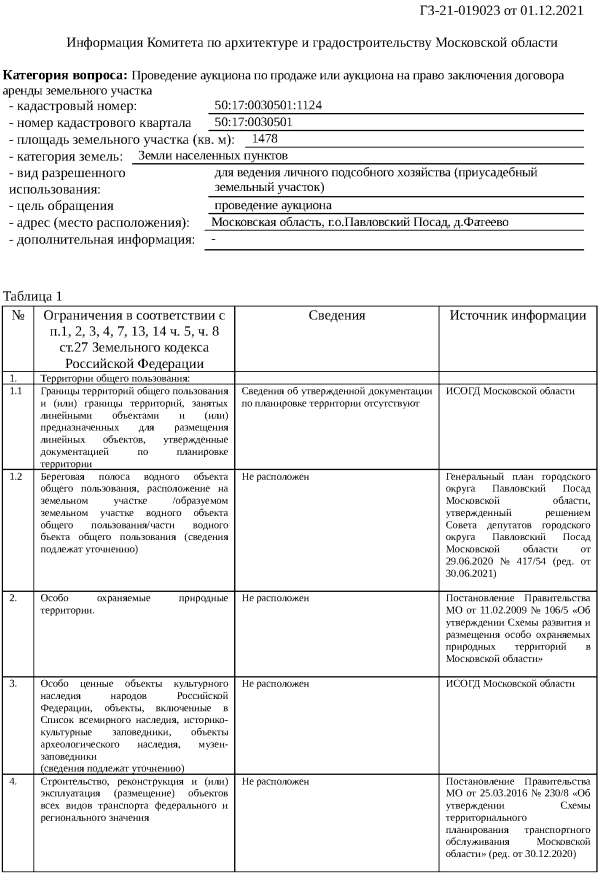 ГЗ-21-019023 от 01.12.2021
Информация Комитета по архитектуре и градостроительству Московской области
Категория вопроса: Проведение аукциона по продаже или аукциона на право заключения договора
аренды земельного участка
- кадастровый номер: 50:17:0030501:1124
- номер кадастрового квартала 50:17:0030501
- площадь земельного участка (кв. м): 1478
- категория земель: Земли населенных пунктов
- вид разрешенного использования: для ведения личного подсобного хозяйства (приусадебный
земельный участок)
- цель обращения проведение аукциона
- адрес (место расположения): Московская область, г.о.Павловский Посад, д.Фатеево
- дополнительная информация: -
Таблица 1
№
Ограничения в соответствии с
п.1, 2, 3, 4, 7, 13, 14 ч. 5, ч. 8
ст.27 Земельного кодекса
Российской Федерации
Сведения
Источник информации
1.
Территории общего пользования:
1.1
Границы территорий общего пользования
и (или) границы территорий, занятых
линейными объектами и (или)
предназначенных для размещения
линейных объектов, утвержденные
документацией по планировке
территории
Сведения об утвержденной документации
по планировке территории отсутствуют
ИСОГД Московской области
1.2
Береговая полоса водного объекта
общего пользования, расположение на
земельном участке /образуемом
земельном участке водного объекта
общего пользования/части водного
бъекта общего пользования (сведения
подлежат уточнению)
Не расположен
Генеральный план городского
округа Павловский Посад
Московской области,
утвержденный решением
Совета депутатов городского
округа Павловский Посад
Московской области от
29.06.2020 № 417/54 (ред. от
30.06.2021)
2.
Особо охраняемые природные
территории.
Не расположен
Постановление Правительства
МО от 11.02.2009 № 106/5 «Об
утверждении Схемы развития и
размещения особо охраняемых
природных территорий в
Московской области»
3.
Особо ценные объекты культурного
наследия народов Российской
Федерации, объекты, включенные в
Список всемирного наследия, историко-
культурные заповедники, объекты
археологического наследия, музеи-
заповедники
(сведения подлежат уточнению)
Не расположен
ИСОГД Московской области
4.
Строительство, реконструкция и (или)
эксплуатация (размещение) объектов
всех видов транспорта федерального и
регионального значения
Не расположен
Постановление Правительства
МО от 25.03.2016 № 230/8 «Об
утверждении Схемы
территориального
планирования транспортного
обслуживания Московской
области» (ред. от 30.12.2020)